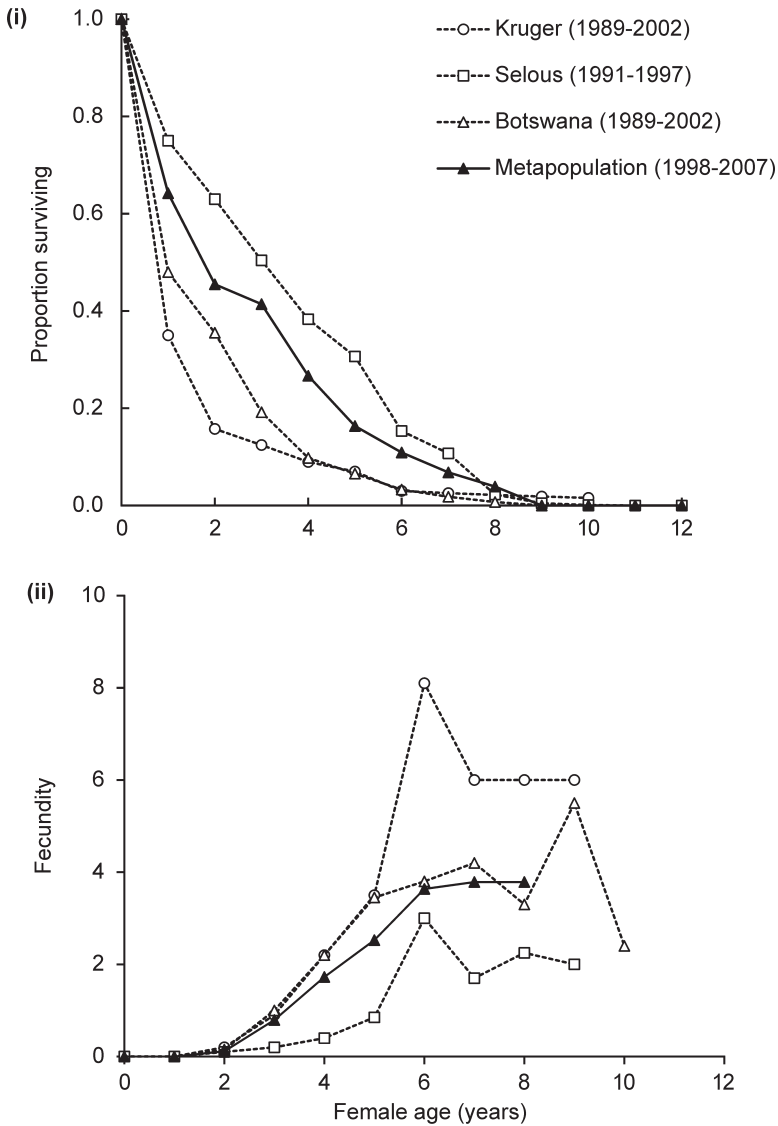 (i)
1.0
0.8
0.6
0.4
0.2
0.0
Proportion surviving
0 2 4 6 8 10 12
Kruger (1989-2002)
Selous (1991-1997)
Botswana (1989-2002)
Metapopulation (1998-2007)
(ii)
10
8
6
4
2
0
Fecundity
0 2 4 6 8 10 12
Female age (years)